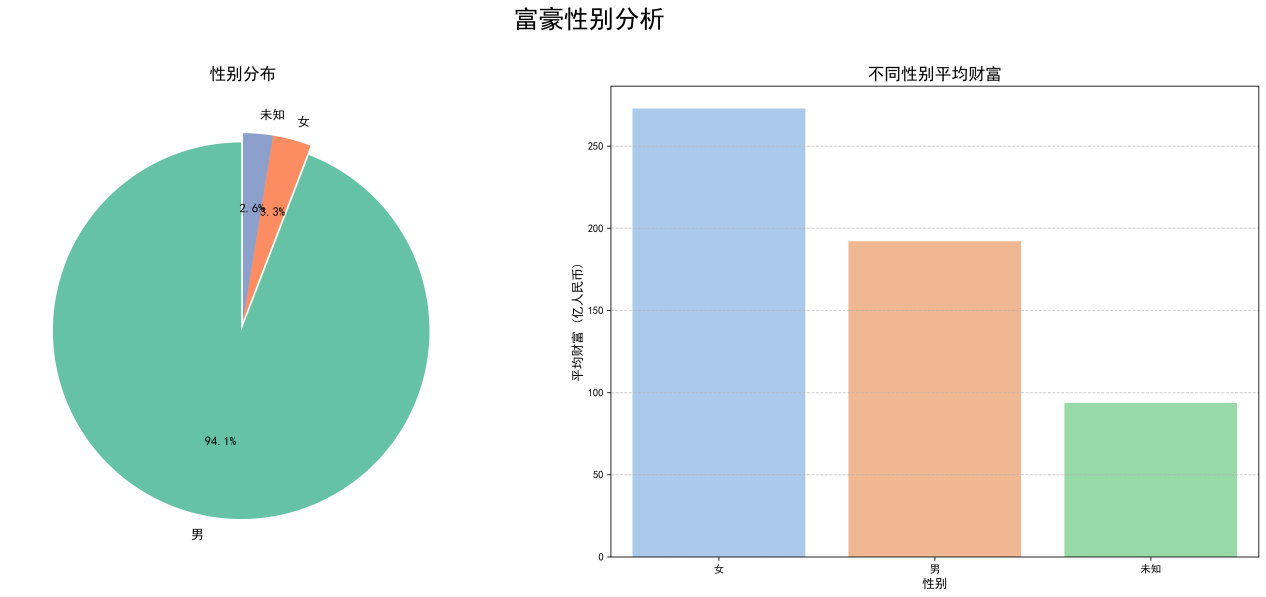 富豪性别分析
性别分布
未知
女
2.6%
3.3%
94.1%
男
不同性别平均财富
平均财富（亿人民币）
250
200
150
100
50
0
女
男
未知
性别